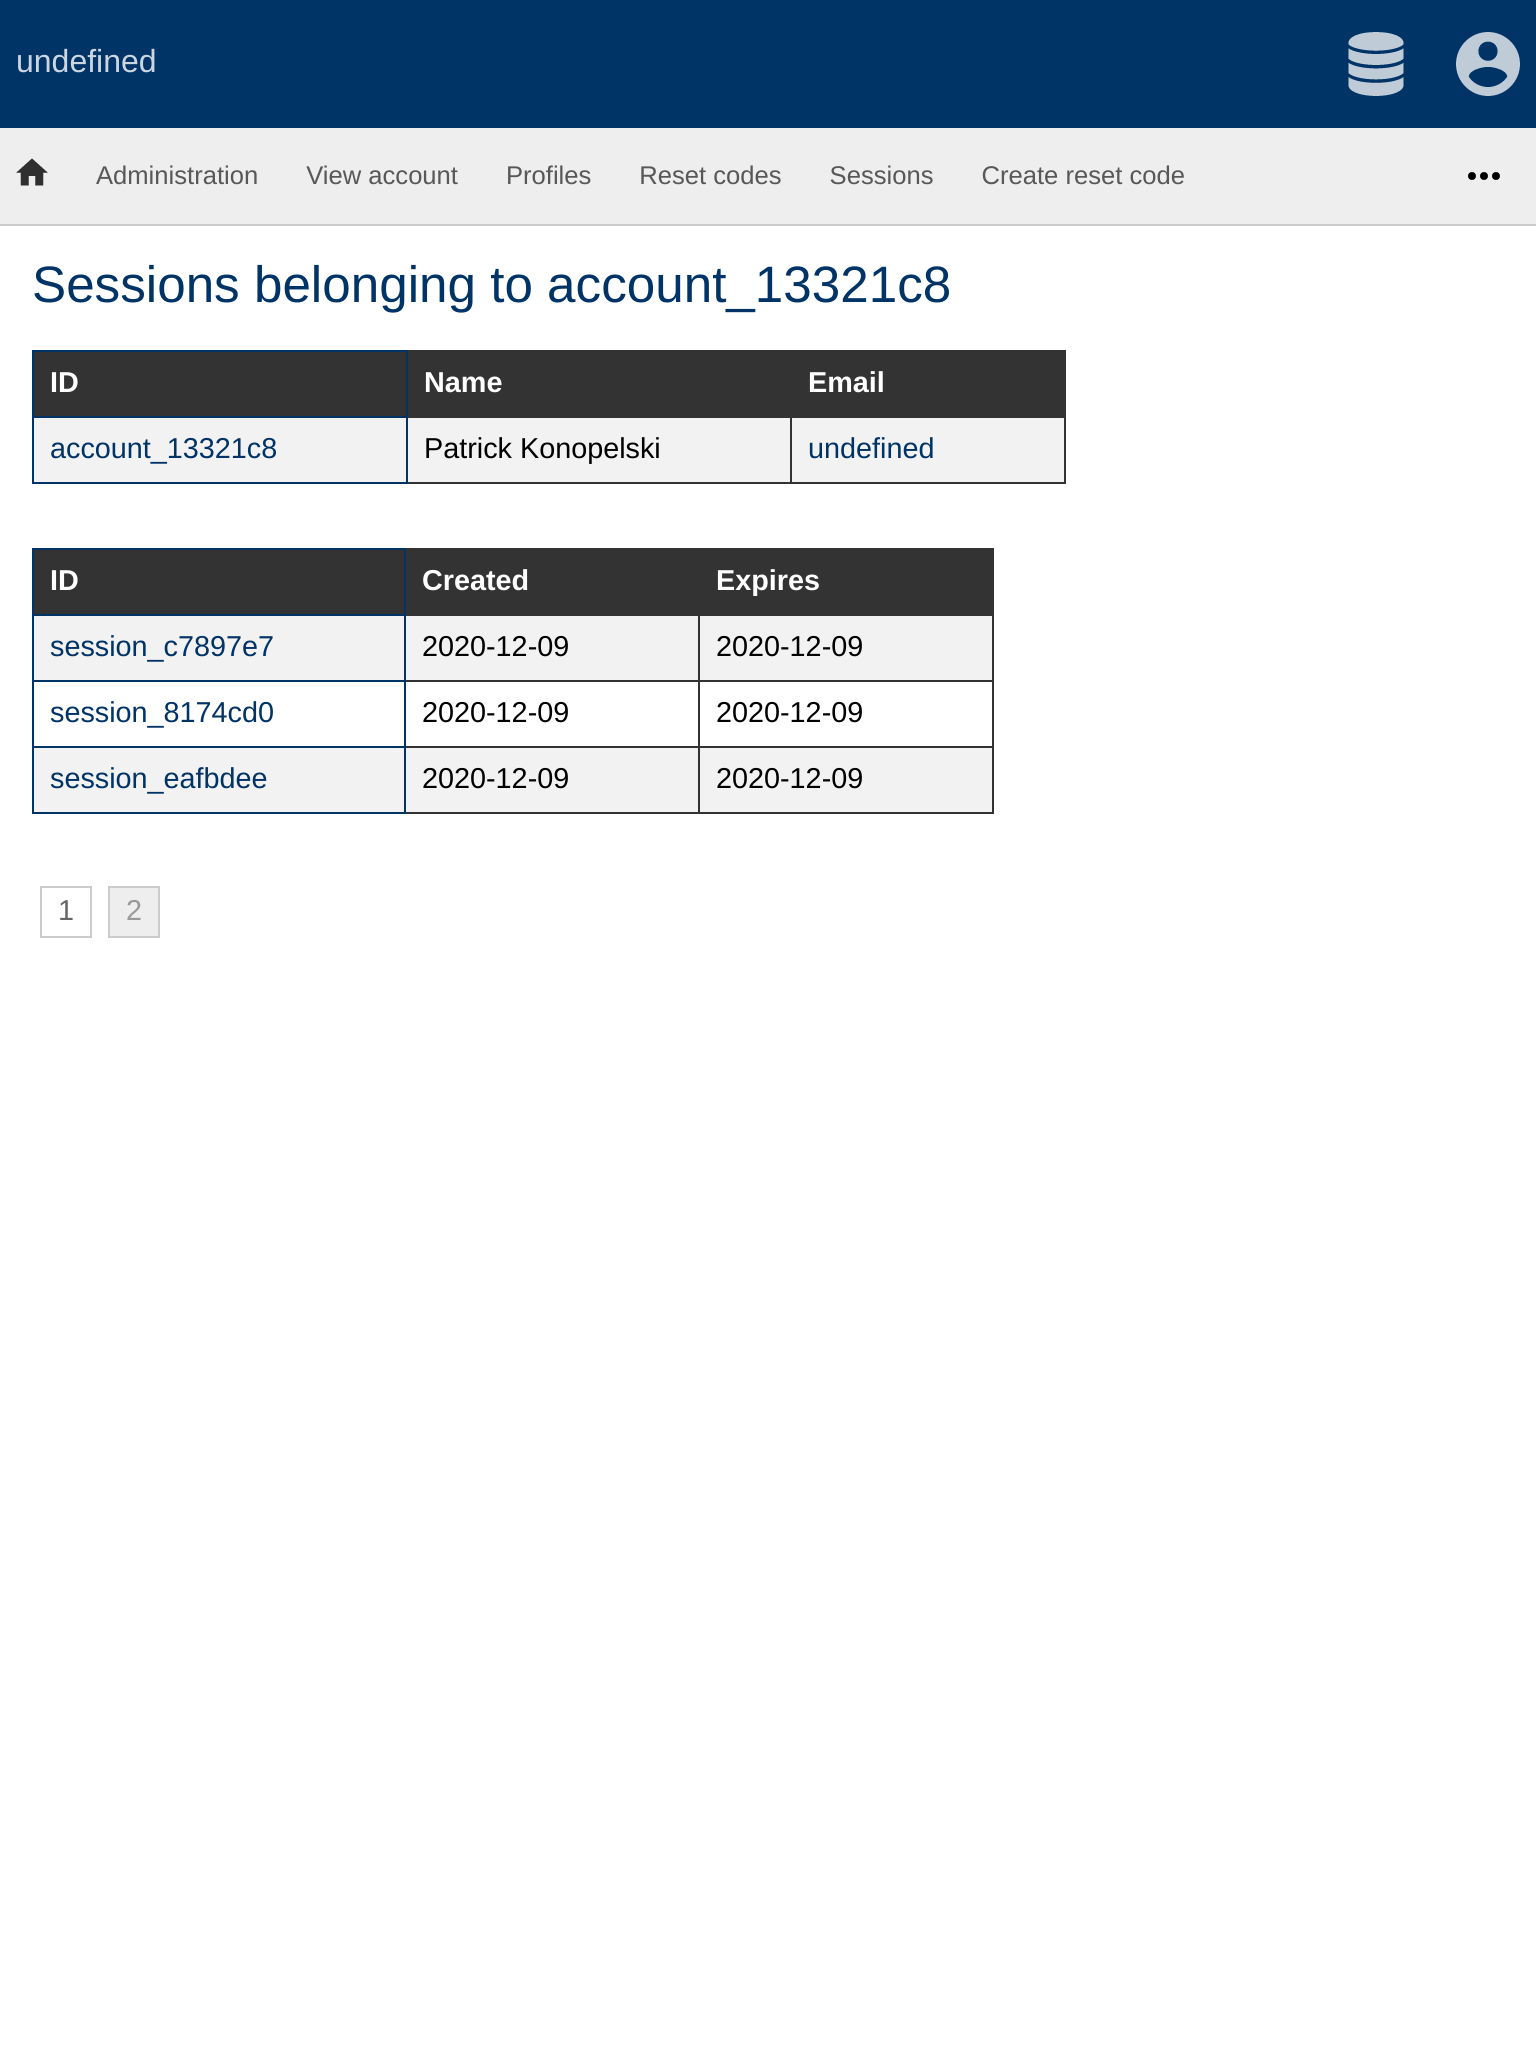 undefined
Administration View account Profiles Reset codes Sessions Create reset code
Sessions belonging to account_13321c8
ID Name Email
account_13321c8 Patrick Konopelski undefined
ID Created Expires
session_c7897e7 2020-12-09 2020-12-09
session_8174cd0 2020-12-09 2020-12-09
session_eafbdee 2020-12-09 2020-12-09
1 2